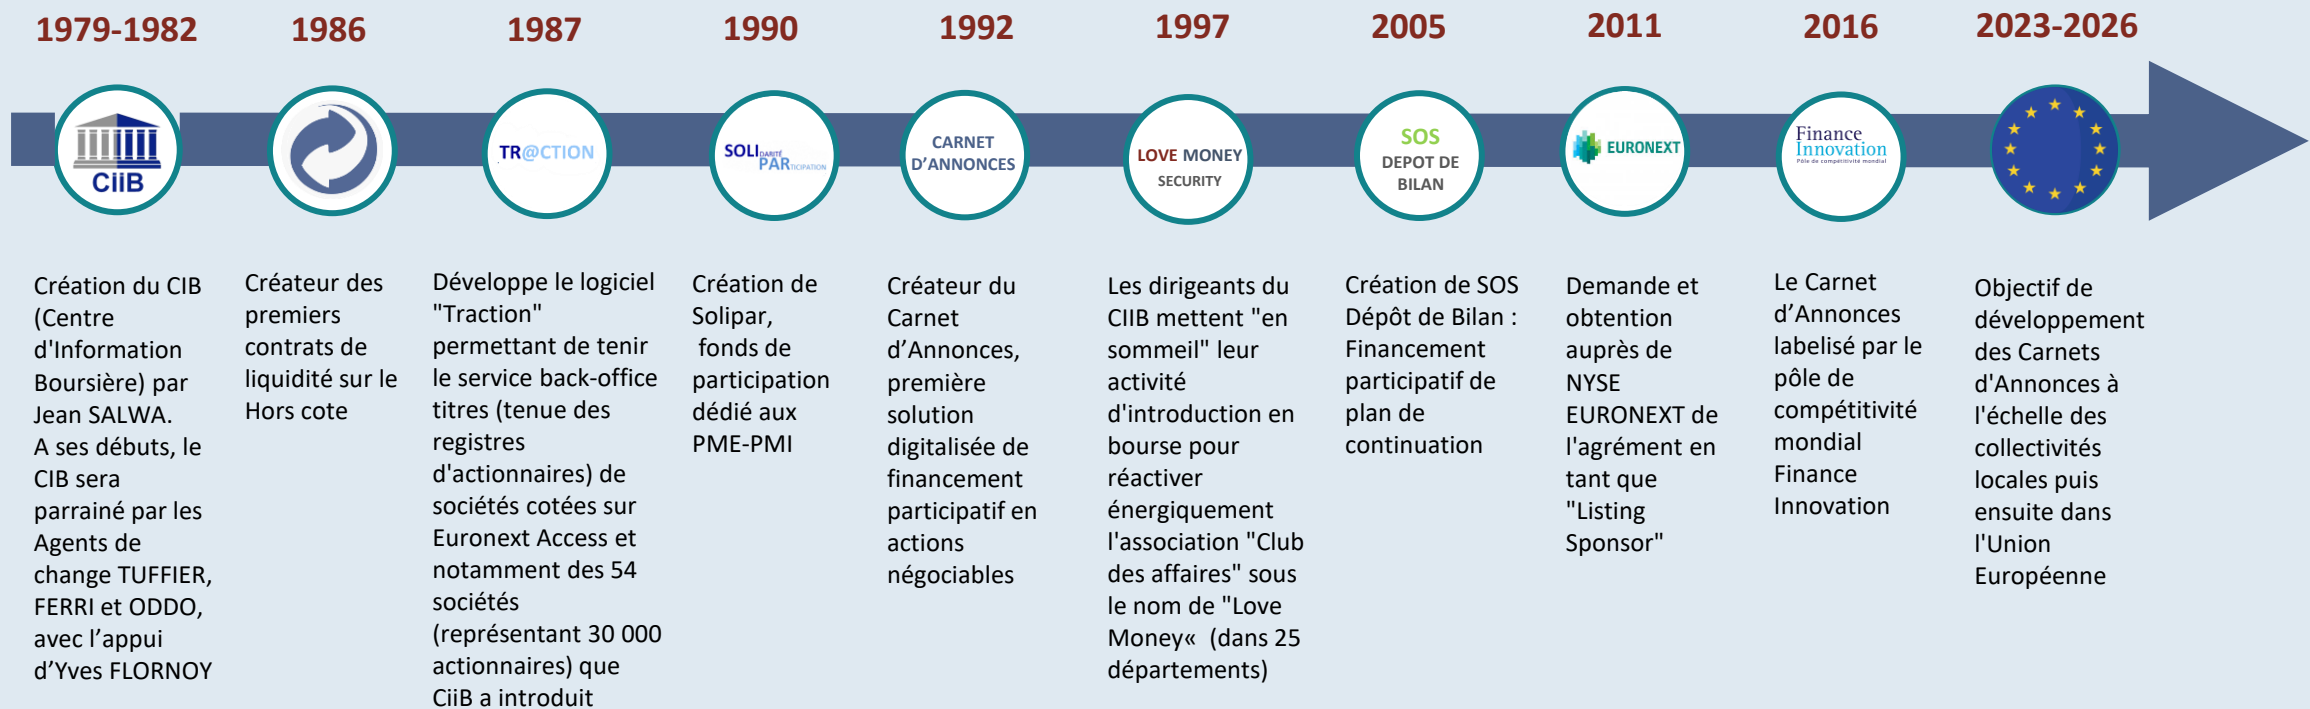 1979-1982
1986
1987
1990
1992
1997
2005
2011
2016
2023-2026
CiiB
TR@CTION
SOLIDARITÉ
PARTICIPATION
CARNET
D'ANNONCES
LOVE MONEY
SECURITY
SOS
DEPOT DE
BILAN
EURONEXT
Finance
Innovation
Pôle de compétitivité mondial
Création du CIB
(Centre
d'Information
Boursière) par
Jean SALWA.
A ses débuts, le
CIB sera
parrainé par les
Agents de
change TUFFIER,
FERRI et ODDO,
avec l’appui
d’Yves FLORNOY
Créateur des
premiers
contrats de
liquidité sur le
Hors cote
Développe le logiciel
"Traction"
permettant de tenir
le service back-office
titres (tenue des
registres
d'actionnaires) de
sociétés cotées sur
Euronext Access et
notamment des 54
sociétés
(représentant 30 000
actionnaires) que
CiiB a introduit
Création de
Solipar,
fonds de
participation
dédié aux
PME-PMI
Créateur du
Carnet
d’Annonces,
première
solution
digitalisée de
financement
participatif en
actions
négociables
Les dirigeants du
CIIB mettent "en
sommeil" leur
activité
d'introduction en
bourse pour
réactiver
énergiquement
l'association "Club
des affaires" sous
le nom de "Love
Money« (dans 25
départements)
Création de SOS
Dépôt de Bilan :
Financement
participatif de
plan de
continuation
Demande et
obtention
auprès de
NYSE
EURONEXT de
l'agrément en
tant que
"Listing
Sponsor"
Le Carnet
d’Annonces
labelisé par le
pôle de
compétitivité
mondial
Finance
Innovation
Objectif de
développement
des Carnets
d'Annonces à
l'échelle des
collectivités
locales puis
ensuite dans
l'Union
Européenne